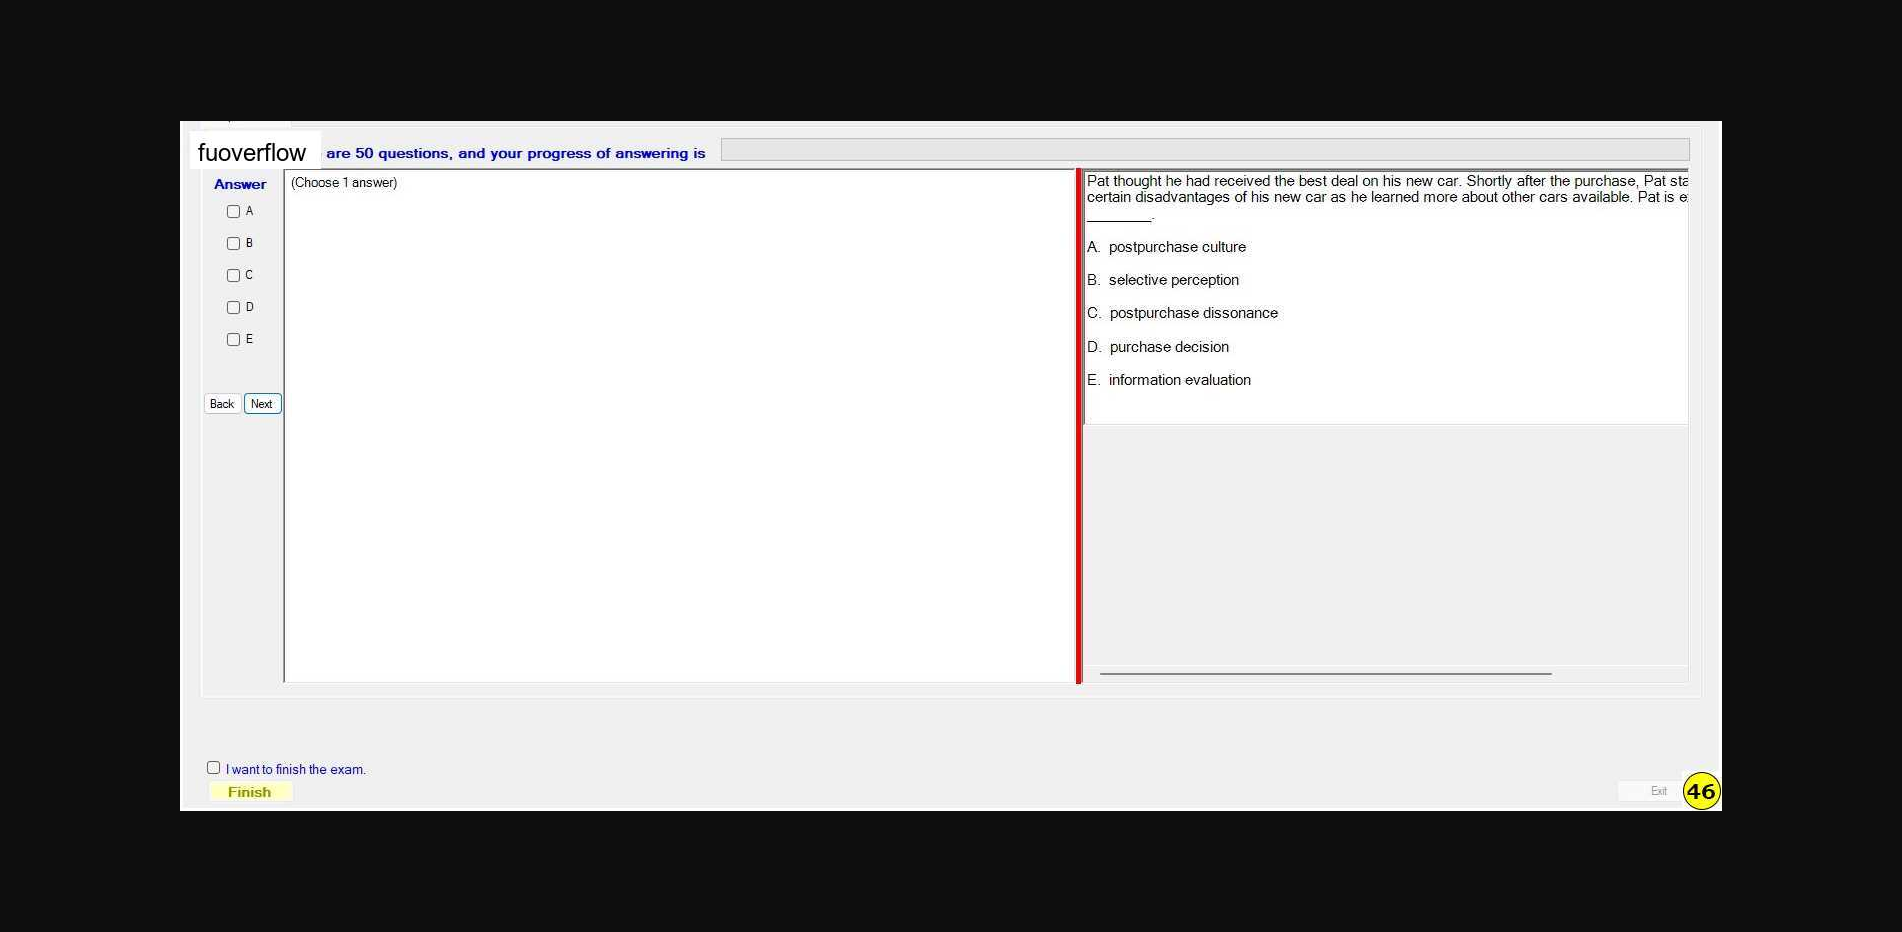 fuoverflow are 50 questions, and your progress of answering is
Answer
A
B
C
D
E
Back Next
(Choose 1 answer)
Pat thought he had received the best deal on his new car. Shortly after the purchase, Pat
certain disadvantages of his new car as he learned more about other cars available. Pat is
________.
A. postpurchase culture
B. selective perception
C. postpurchase dissonance
D. purchase decision
E. information evaluation
I want to finish the exam.
Finish
Exit
46